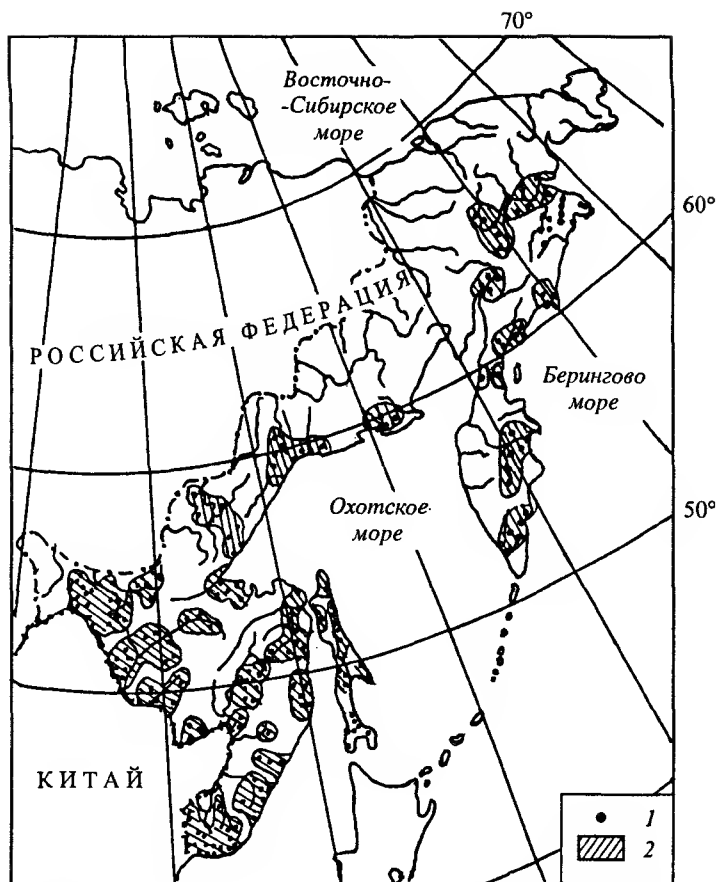 70°
Восточно-
-Сибирское
море
60°
РОССИЙСКАЯ ФЕДЕРАЦИЯ
Берингово
море
Охотское
море
50°
КИТАЙ
1
2